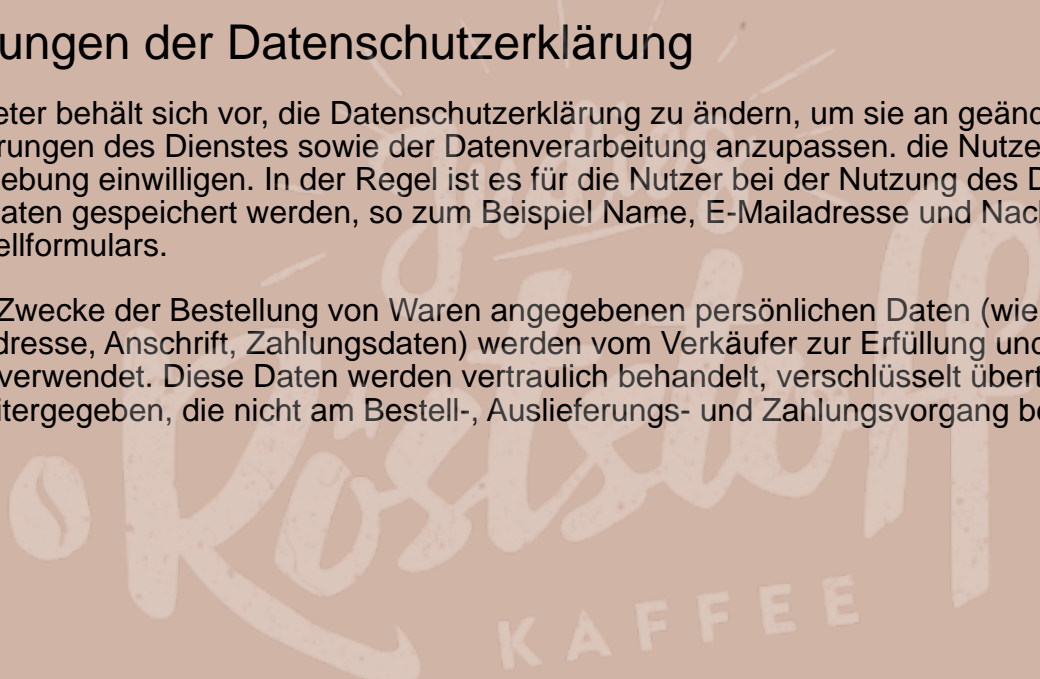 ungen der Datenschutzerklärung
eter behält sich vor, die Datenschutzerklärung zu ändern, um sie an geänd
rungen des Dienstes sowie der Datenverarbeitung anzupassen. die Nutze
ebung einwilligen. In der Regel ist es für die Nutzer bei der Nutzung des D
aten gespeichert werden, so zum Beispiel Name, E-Mailadresse und Nach
ellformulars.
Zwecke der Bestellung von Waren angegebenen persönlichen Daten (wie
dresse, Anschrift, Zahlungsdaten) werden vom Verkäufer zur Erfüllung und
verwendet. Diese Daten werden vertraulich behandelt, verschlüsselt übert
itergegeben, die nicht am Bestell-, Auslieferungs- und Zahlungsvorgang be
Röststoff
KAFFEE